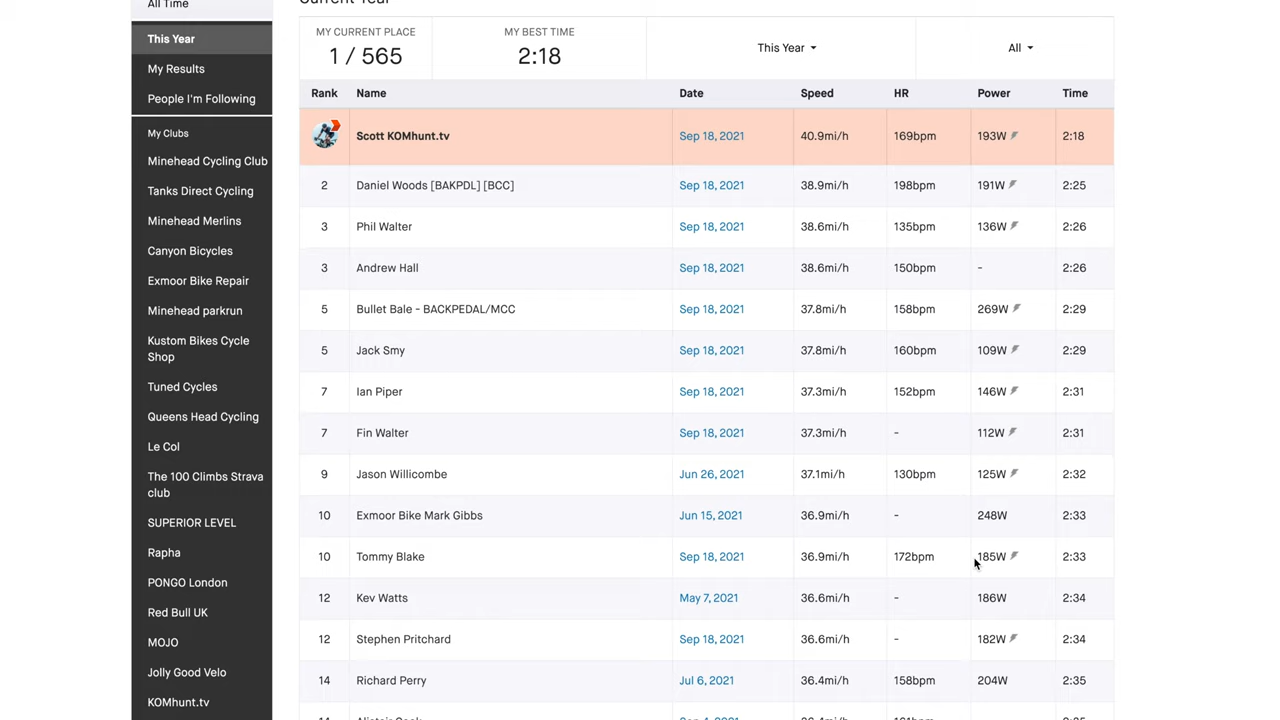 All Time
This Year
My Results
People I'm Following
My Clubs
Minehead Cycling Club
Tanks Direct Cycling
Minehead Merlins
Canyon Bicycles
Exmoor Bike Repair
Minehead parkrun
Kustom Bikes Cycle
Shop
Tuned Cycles
Queens Head Cycling
Le Col
The 100 Climbs Strava
club
SUPERIOR LEVEL
Rapha
PONGO London
Red Bull UK
MOJO
Jolly Good Velo
KOMhunt.tv
Current Year
MY CURRENT PLACE
1 / 565
MY BEST TIME
2:18
This Year
All
Rank Name Date Speed HR Power Time
Scott KOMhunt.tv Sep 18, 2021 40.9mi/h 169bpm 193W 2:18
2 Daniel Woods [BAKPDL] [BCC] Sep 18, 2021 38.9mi/h 198bpm 191W 2:25
3 Phil Walter Sep 18, 2021 38.6mi/h 135bpm 136W 2:26
3 Andrew Hall Sep 18, 2021 38.6mi/h 150bpm - 2:26
5 Bullet Bale - BACKPEDAL/MCC Sep 18, 2021 37.8mi/h 158bpm 269W 2:29
5 Jack Smy Sep 18, 2021 37.8mi/h 160bpm 109W 2:29
7 Ian Piper Sep 18, 2021 37.3mi/h 152bpm 146W 2:31
7 Fin Walter Sep 18, 2021 37.3mi/h - 112W 2:31
9 Jason Willicombe Jun 26, 2021 37.1mi/h 130bpm 125W 2:32
10 Exmoor Bike Mark Gibbs Jun 15, 2021 36.9mi/h - 248W 2:33
10 Tommy Blake Sep 18, 2021 36.9mi/h 172bpm 185W 2:33
12 Kev Watts May 7, 2021 36.6mi/h - 186W 2:34
12 Stephen Pritchard Sep 18, 2021 36.6mi/h - 182W 2:34
14 Richard Perry Jul 6, 2021 36.4mi/h 158bpm 204W 2:35